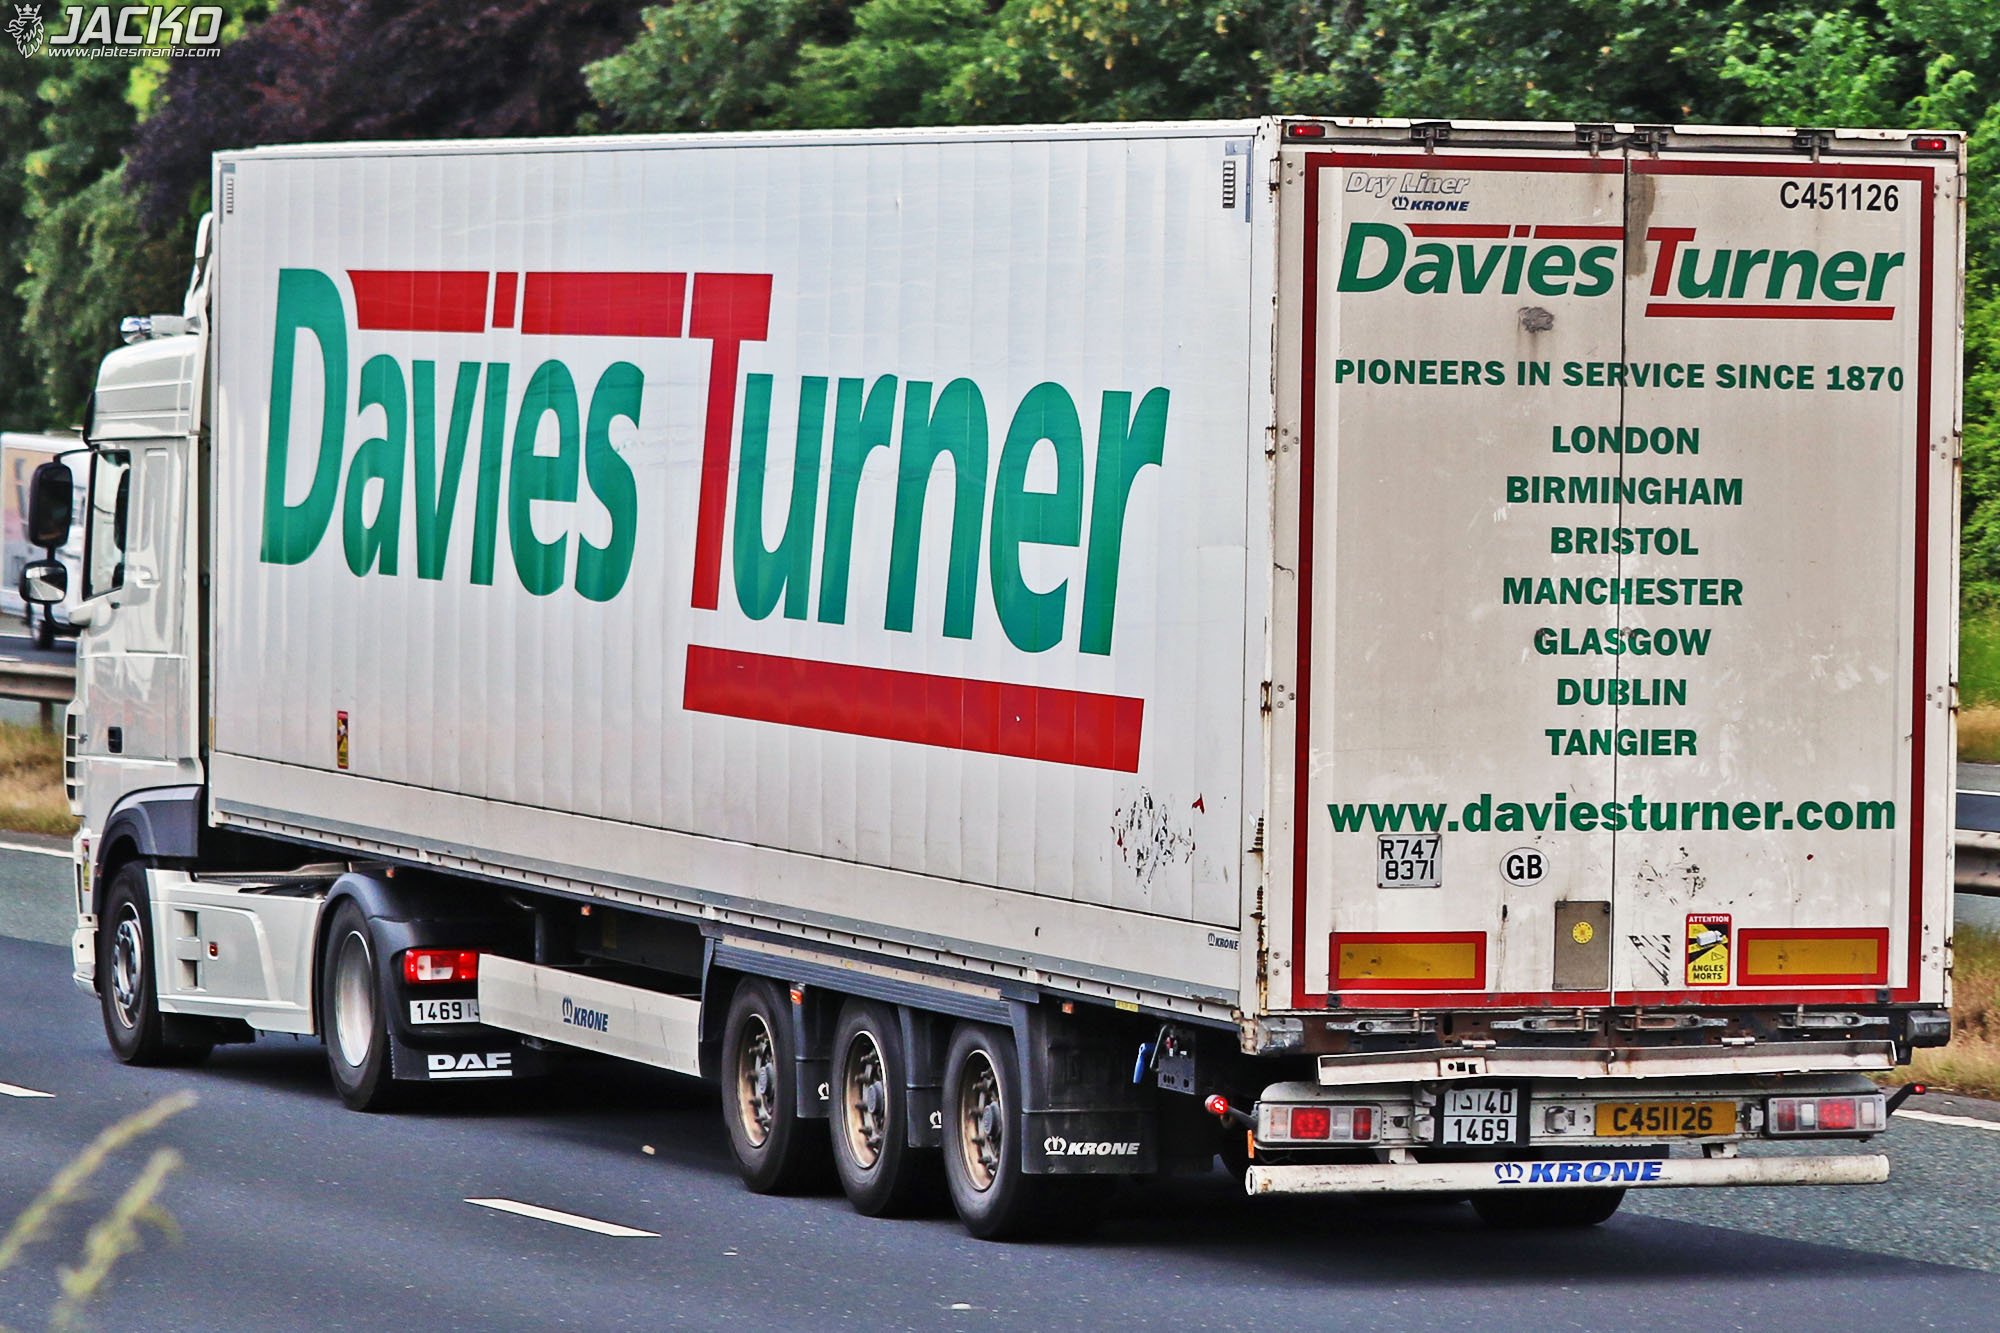 JACKO
www.platesmania.com
Davies Turner
Dry Liner
KRONE
C451126
Davies Turner
PIONEERS IN SERVICE SINCE 1870
LONDON
BIRMINGHAM
BRISTOL
MANCHESTER
GLASGOW
DUBLIN
TANGIER
www.daviesturner.com
R747
8371
GB
ATTENTION
ANGLES
MORTS
KRONE
1469
KRONE
DAF
KRONE
40
1469
C451126
KRONE